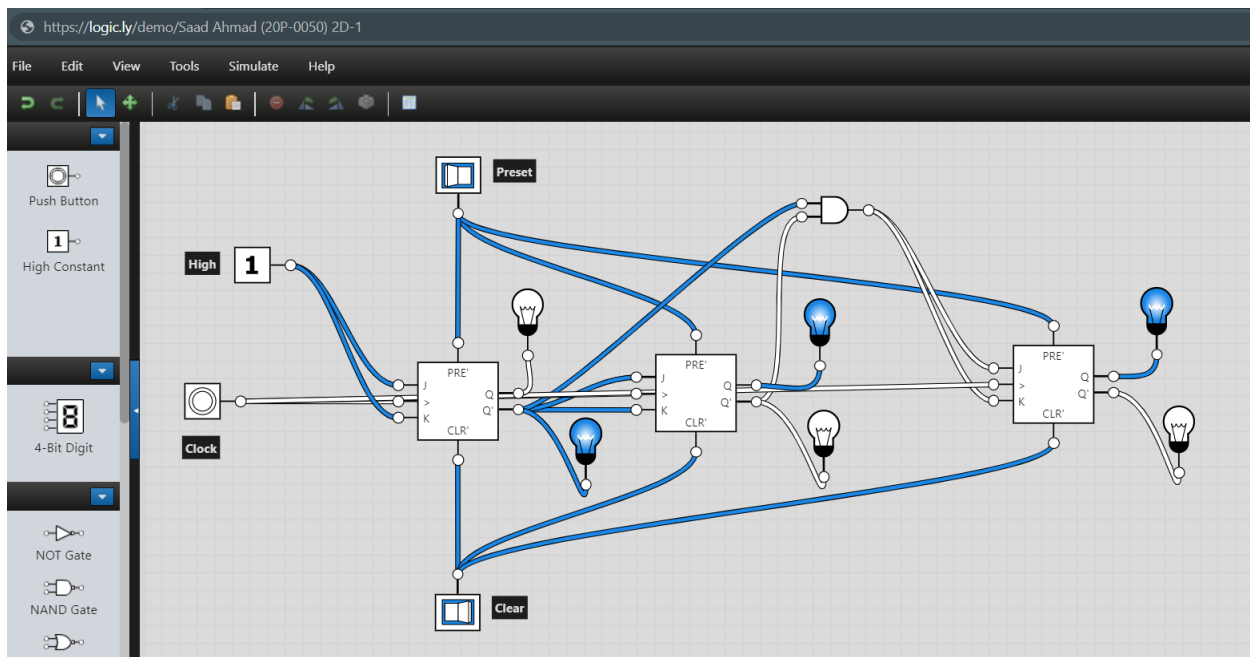 https://logic.ly/demo/Saad Ahmad (20P-0050) 2D-1
File Edit View Tools Simulate Help
Push Button
1
High Constant
8
4-Bit Digit
NOT Gate
NAND Gate
Preset
High
1
Clock
PRE'
J
>
K
Q
Q'
CLR'
PRE'
J
>
K
Q
Q'
CLR'
PRE'
J
>
K
Q
Q'
CLR'
Clear